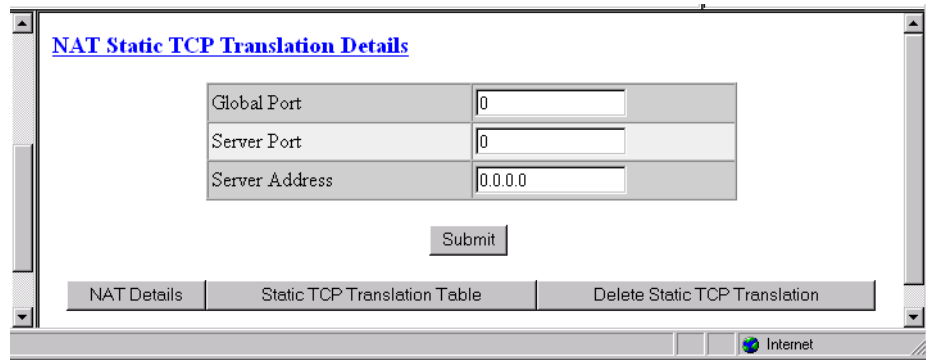 NAT Static TCP Translation Details
Global Port 0
Server Port 0
Server Address 0.0.0.0
Submit
NAT Details Static TCP Translation Table Delete Static TCP Translation
Internet